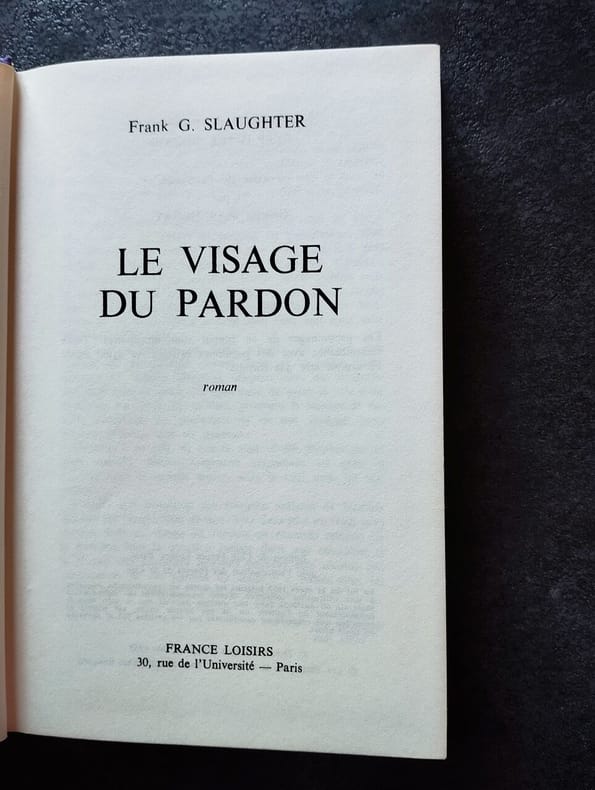 Frank G. SLAUGHTER
LE VISAGE
DU PARDON
roman
FRANCE LOISIRS
30, rue de l'Université — Paris